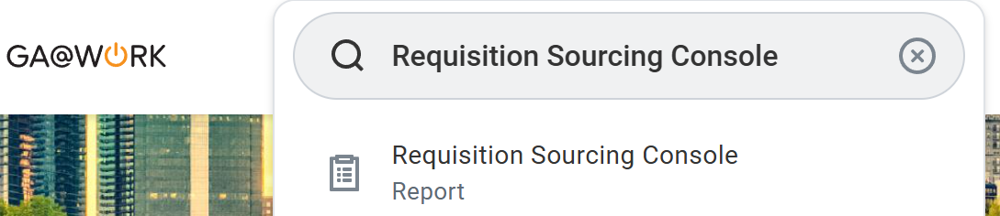 GA@WORK
Requisition Sourcing Console
Requisition Sourcing Console
Report